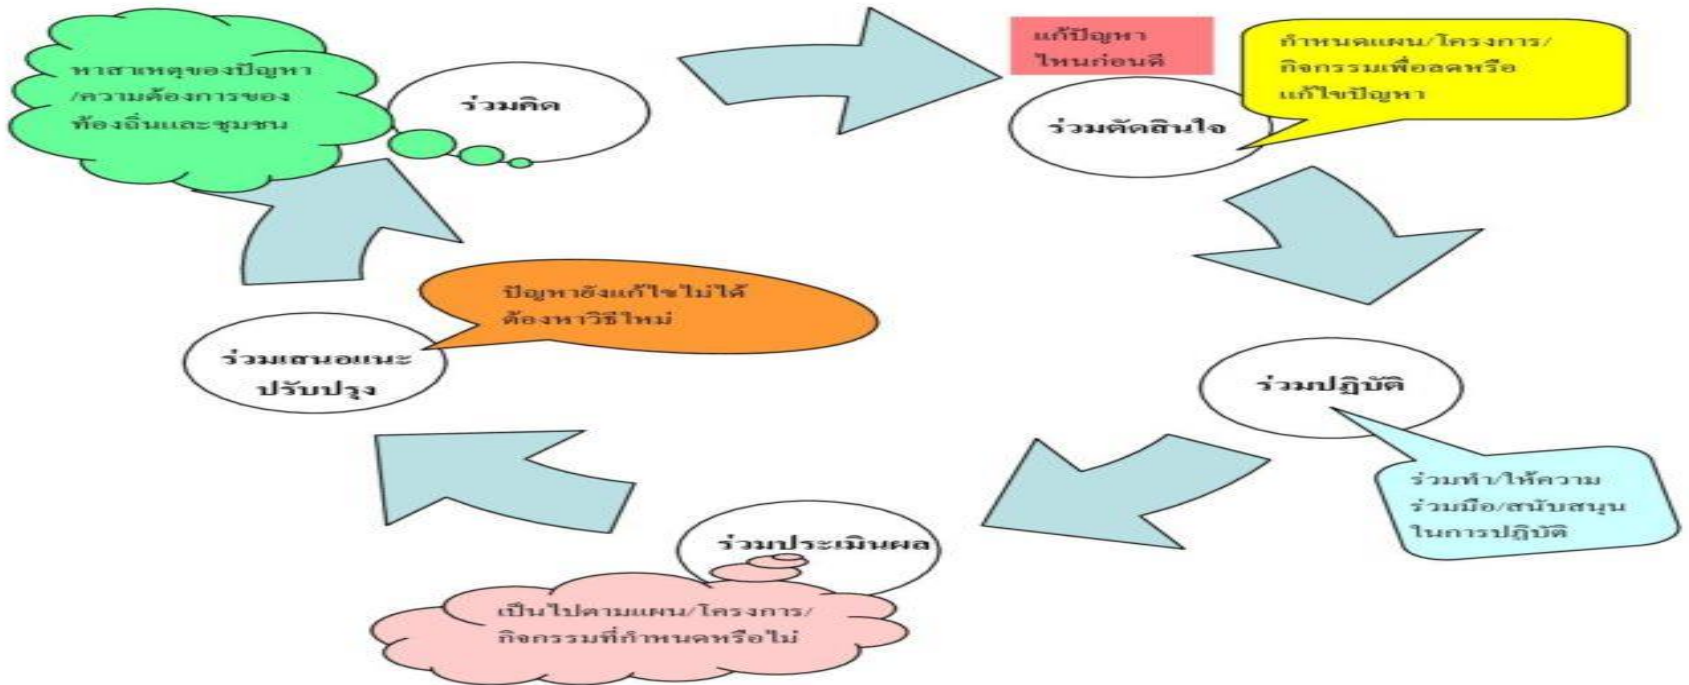 หาสาเหตุของปัญหา
/ความต้องการของ
ท้องถิ่นและชุมชน
ร่วมคิด
แก้ปัญหา
ไหนก่อนดี
ร่วมตัดสินใจ
กำหนดแผน/โครงการ/
กิจกรรมเพื่อลดหรือ
แก้ไขปัญหา
ร่วมปฏิบัติ
ร่วมทำ/ให้ความ
ร่วมมือ/สนับสนุน
ในการปฏิบัติ
ร่วมประเมินผล
เป็นไปตามแผน/โครงการ/
กิจกรรมที่กำหนดหรือไม่
ร่วมเสนอแนะ
ปรับปรุง
ปัญหายังแก้ไขไม่ได้
ต้องหาวิธีใหม่